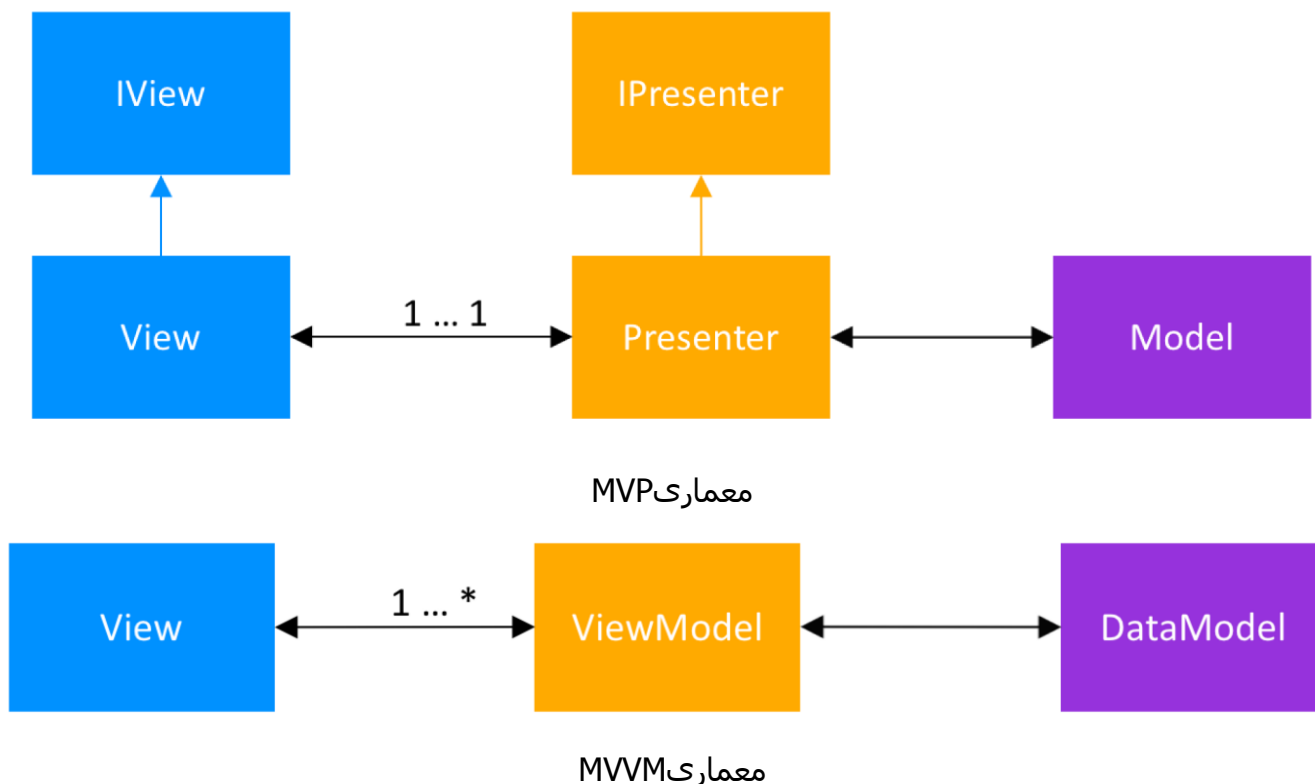 IView
IPresenter
View
1 ... 1
Presenter
Model
معماریMVP
View
1 ... *
ViewModel
DataModel
معماریMVVM